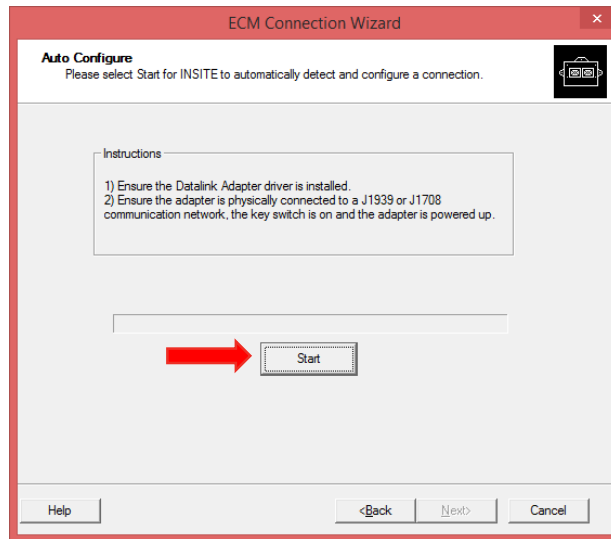 ECM Connection Wizard
Auto Configure
Please select Start for INSITE to automatically detect and configure a connection.
Instructions
1) Ensure the Datalink Adapter driver is installed.
2) Ensure the adapter is physically connected to a J1939 or J1708
communication network, the key switch is on and the adapter is powered up.
Start
Help
<Back
Next>
Cancel